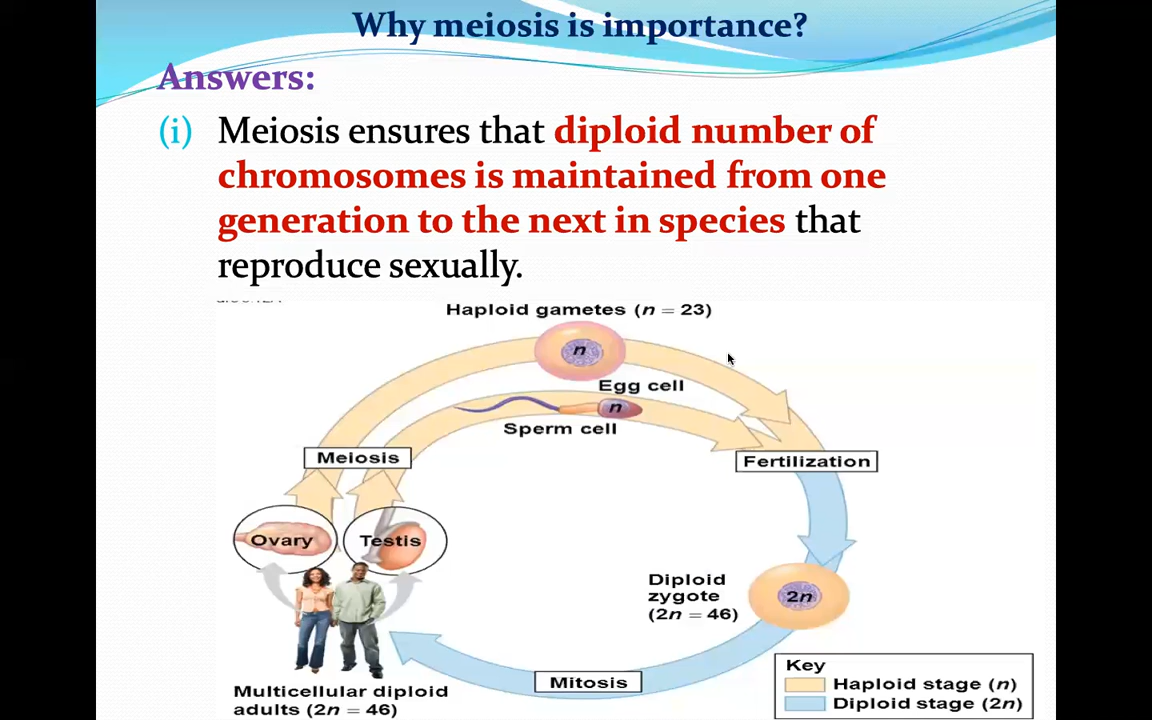 Why meiosis is importance?
Answers:
(i) Meiosis ensures that diploid number of
chromosomes is maintained from one
generation to the next in species that
reproduce sexually.
Haploid gametes (n = 23)
n
Egg cell
n
Sperm cell
Meiosis
Fertilization
Ovary
Testis
Diploid
zygote
(2n = 46)
2n
Mitosis
Multicellular diploid
adults (2n = 46)
Key
Haploid stage (n)
Diploid stage (2n)